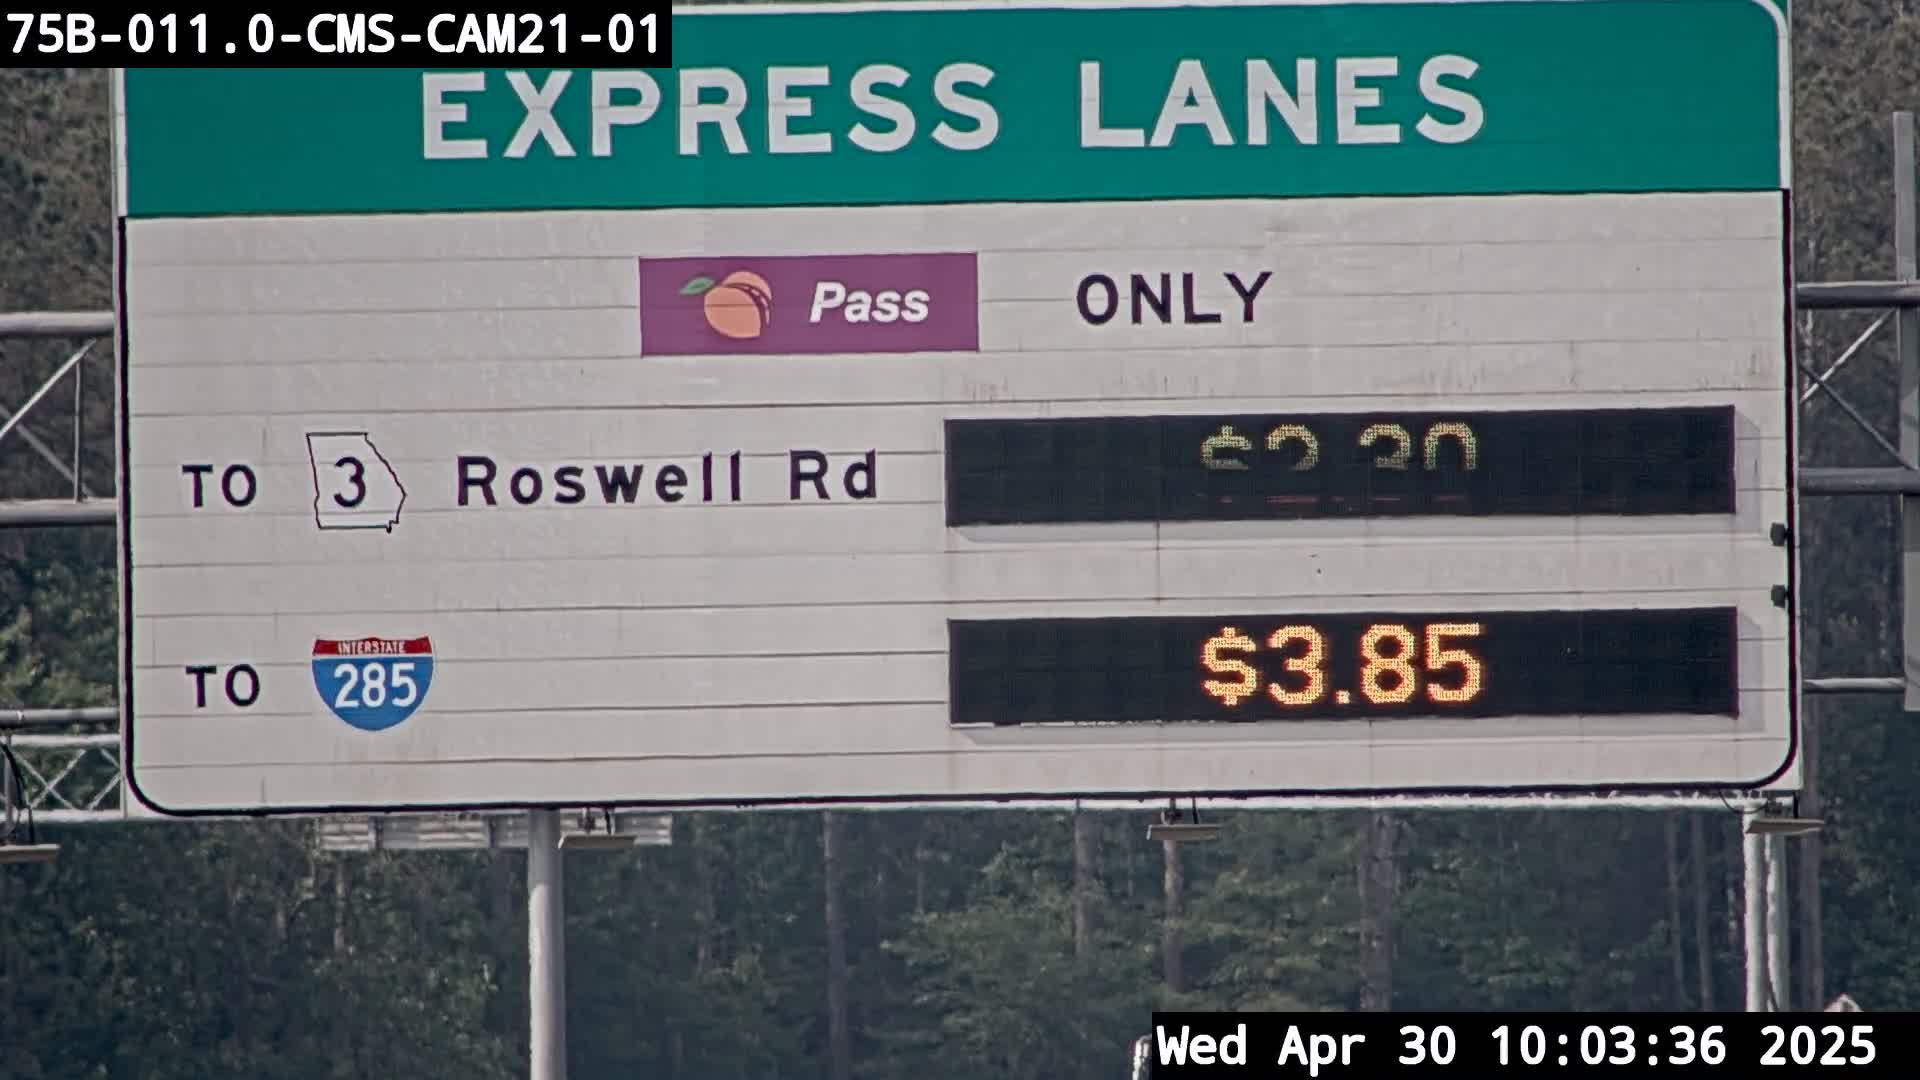 75B-011.0-CMS-CAM21-01
EXPRESS LANES
Pass ONLY
TO 3 Roswell Rd
TO INTERSTATE 285 $3.85
Wed Apr 30 10:03:36 2025